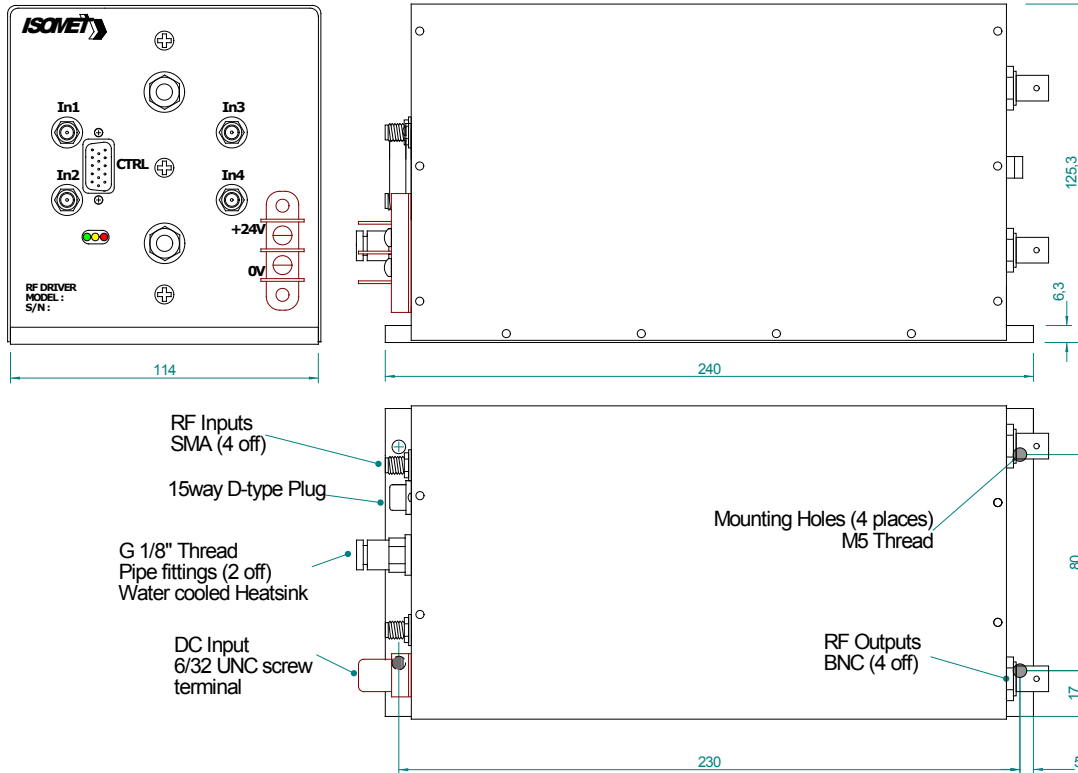 ISOMET
In1
In3
CTRL
In2
In4
+24V
0V
RF DRIVER
MODEL :
S/N :
114
125,3
6,3
240
RF Inputs
SMA (4 off)
15way D-type Plug
G 1/8" Thread
Pipe fittings (2 off)
Water cooled Heatsink
DC Input
6/32 UNC screw
terminal
Mounting Holes (4 places)
M5 Thread
RF Outputs
BNC (4 off)
80
17
230
5